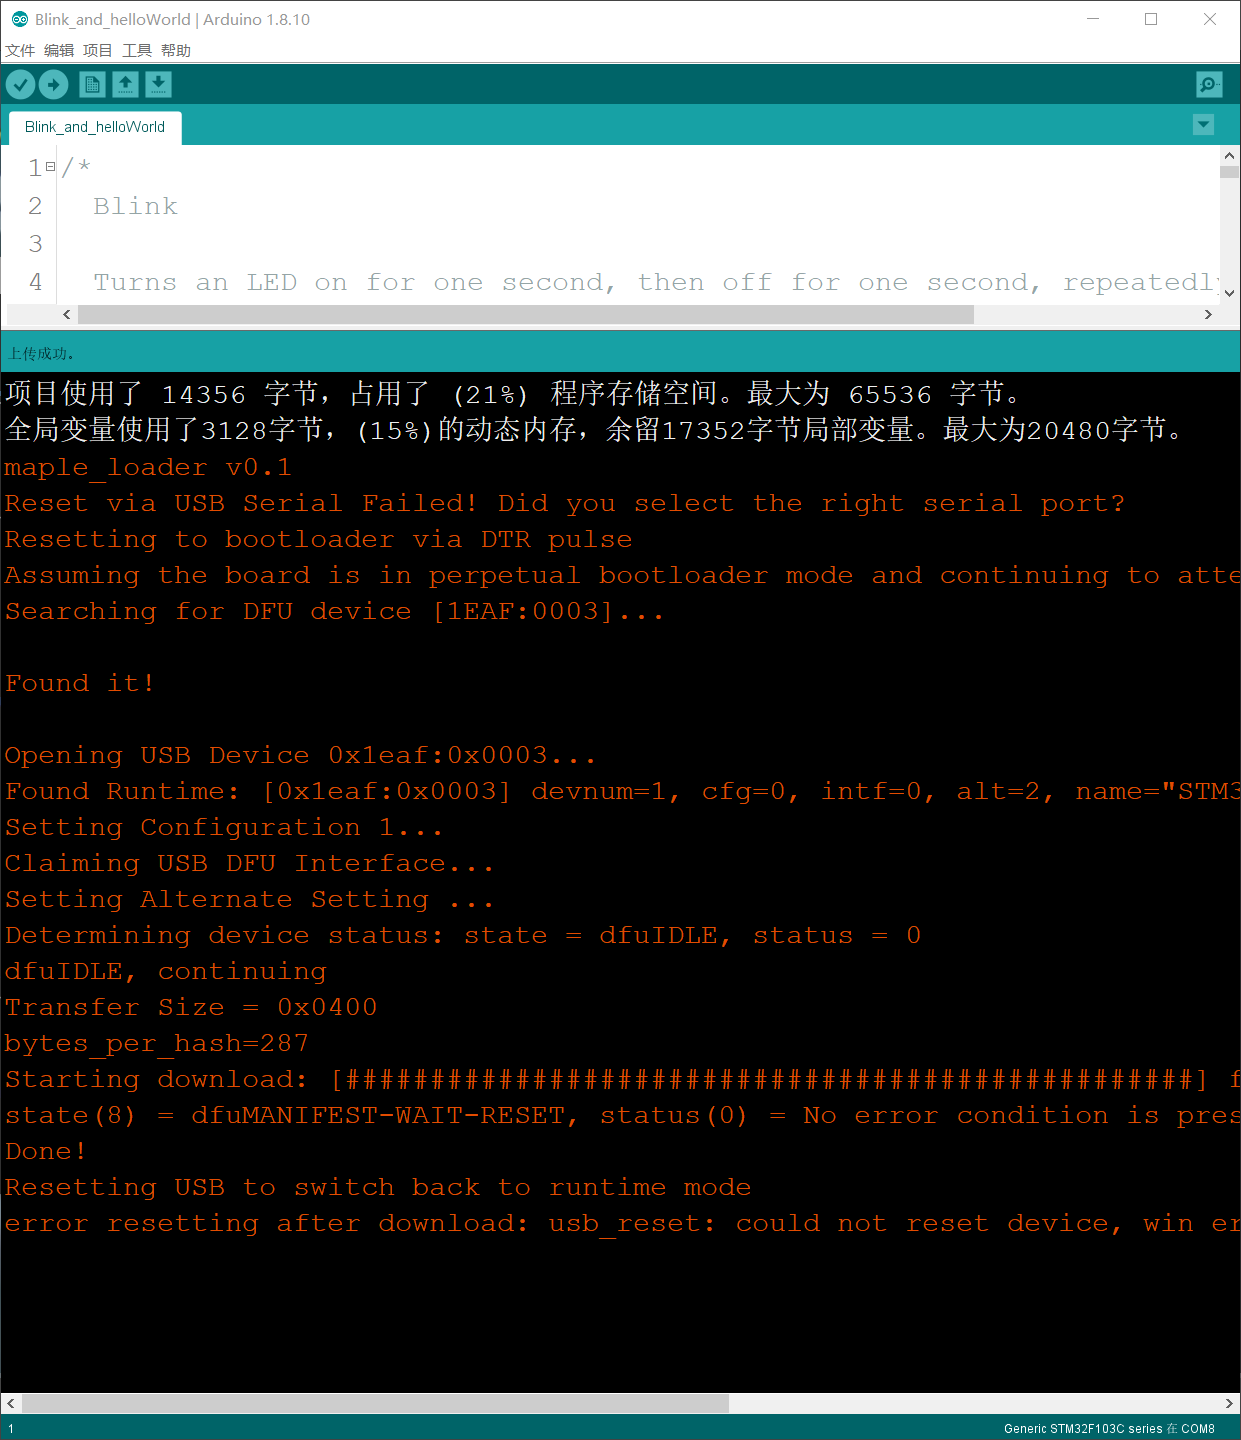 Blink_and_helloWorld | Arduino 1.8.10
文件 编辑 项目 工具 帮助
Blink_and_helloWorld
1 /*
2 Blink
3
4 Turns an LED on for one second, then off for one second, repeatedly
上传成功。
项目使用了 14356 字节，占用了 (21%) 程序存储空间。最大为 65536 字节。
全局变量使用了3128字节，(15%)的动态内存，余留17352字节局部变量。最大为20480字节。
maple_loader v0.1
Reset via USB Serial Failed! Did you select the right serial port?
Resetting to bootloader via DTR pulse
Assuming the board is in perpetual bootloader mode and continuing to atte
Searching for DFU device [1EAF:0003]...
Found it!
Opening USB Device 0x1eaf:0x0003...
Found Runtime: [0x1eaf:0x0003] devnum=1, cfg=0, intf=0, alt=2, name="STM3
Setting Configuration 1...
Claiming USB DFU Interface...
Setting Alternate Setting ...
Determining device status: state = dfuIDLE, status = 0
dfuIDLE, continuing
Transfer Size = 0x0400
bytes_per_hash=287
Starting download: [##################################################] f
state(8) = dfuMANIFEST-WAIT-RESET, status(0) = No error condition is pres
Done!
Resetting USB to switch back to runtime mode
error resetting after download: usb_reset: could not reset device, win er
1 Generic STM32F103C series 在 COM8